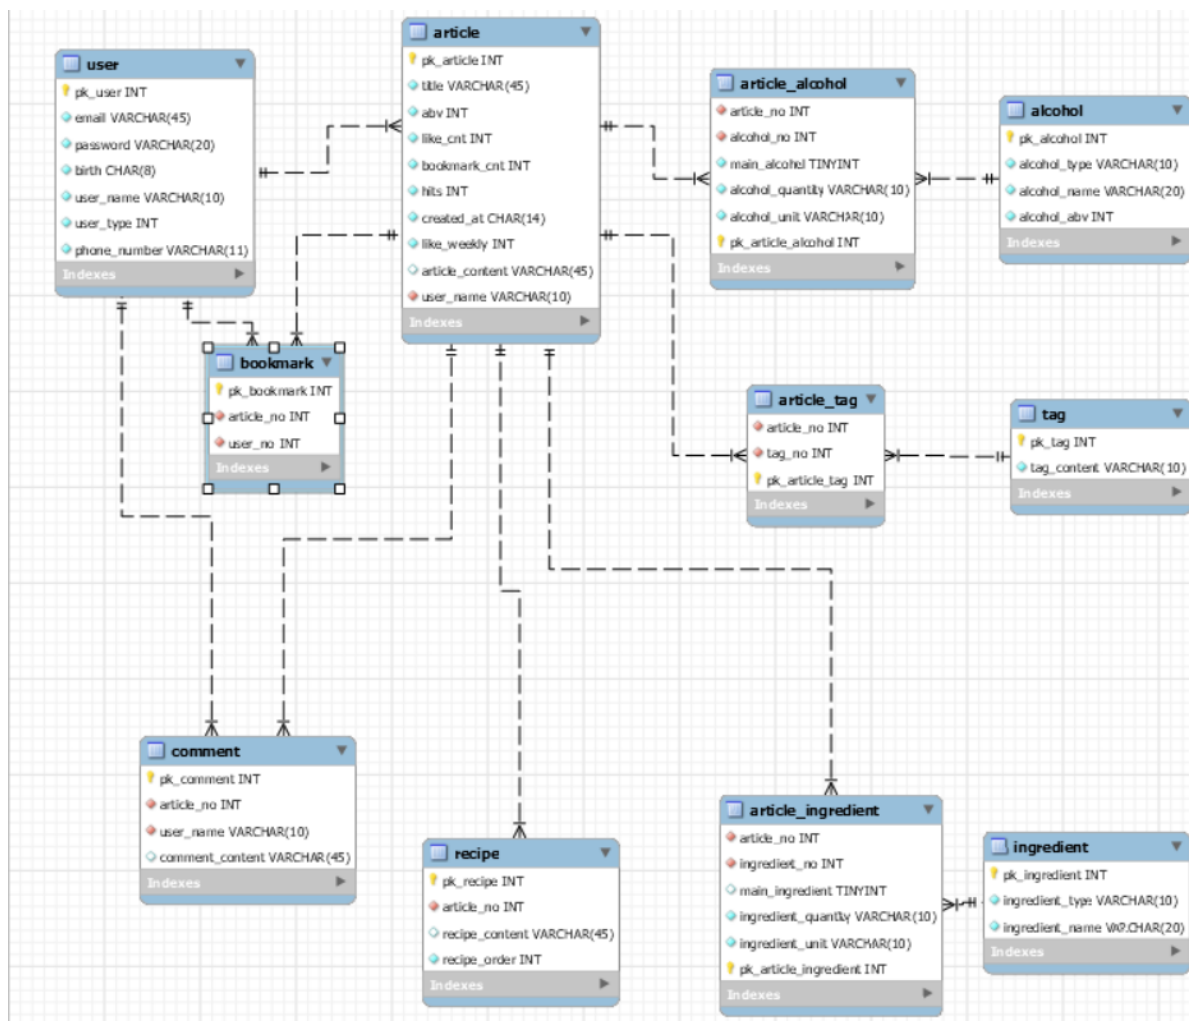 user
pk_user INT
email VARCHAR(45)
password VARCHAR(20)
birth CHAR(8)
user_name VARCHAR(10)
user_type INT
phone_number VARCHAR(11)
Indexes
article
pk_article INT
title VARCHAR(45)
abv INT
like_cnt INT
bookmark_cnt INT
hits INT
created_at CHAR(14)
like_weekly INT
article_content VARCHAR(45)
user_name VARCHAR(10)
Indexes
article_alcohol
article_no INT
alcohol_no INT
main_alcohol TINYINT
alcohol_quantity VARCHAR(10)
alcohol_unit VARCHAR(10)
pk_article_alcohol INT
Indexes
alcohol
pk_alcohol INT
alcohol_type VARCHAR(10)
alcohol_name VARCHAR(20)
alcohol_abv INT
Indexes
bookmark
pk_bookmark INT
article_no INT
user_no INT
Indexes
article_tag
article_no INT
tag_no INT
pk_article_tag INT
Indexes
tag
pk_tag INT
tag_content VARCHAR(10)
Indexes
comment
pk_comment INT
article_no INT
user_name VARCHAR(10)
comment_content VARCHAR(45)
Indexes
recipe
pk_recipe INT
article_no INT
recipe_content VARCHAR(45)
recipe_order INT
Indexes
article_ingredient
article_no INT
ingredient_no INT
main_ingredient TINYINT
ingredient_quantity VARCHAR(10)
ingredient_unit VARCHAR(10)
pk_article_ingredient INT
Indexes
ingredient
pk_ingredient INT
ingredient_type VARCHAR(10)
ingredient_name VARCHAR(20)
Indexes